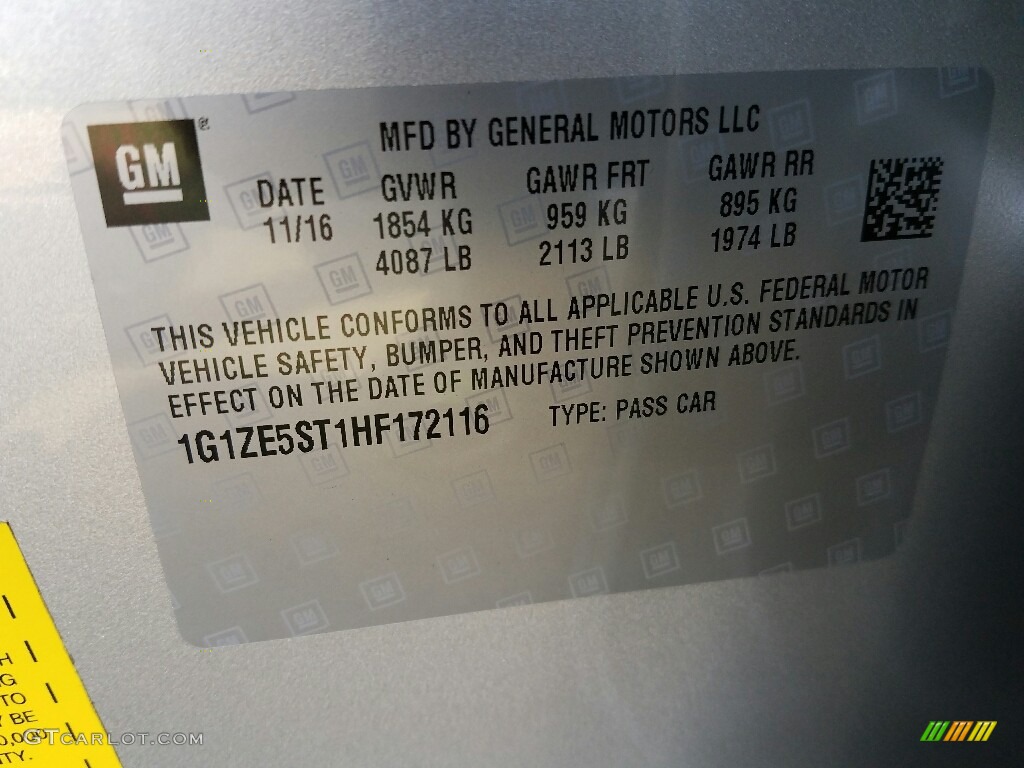 GM
MFD BY GENERAL MOTORS LLC
DATE GVWR GAWR FRT GAWR RR
11/16 1854 KG 959 KG 895 KG
4087 LB 2113 LB 1974 LB
THIS VEHICLE CONFORMS TO ALL APPLICABLE U.S. FEDERAL MOTOR
VEHICLE SAFETY, BUMPER, AND THEFT PREVENTION STANDARDS IN
EFFECT ON THE DATE OF MANUFACTURE SHOWN ABOVE.
1G1ZE5ST1HF172116 TYPE: PASS CAR
TO
BE
GTCARLOT.COM